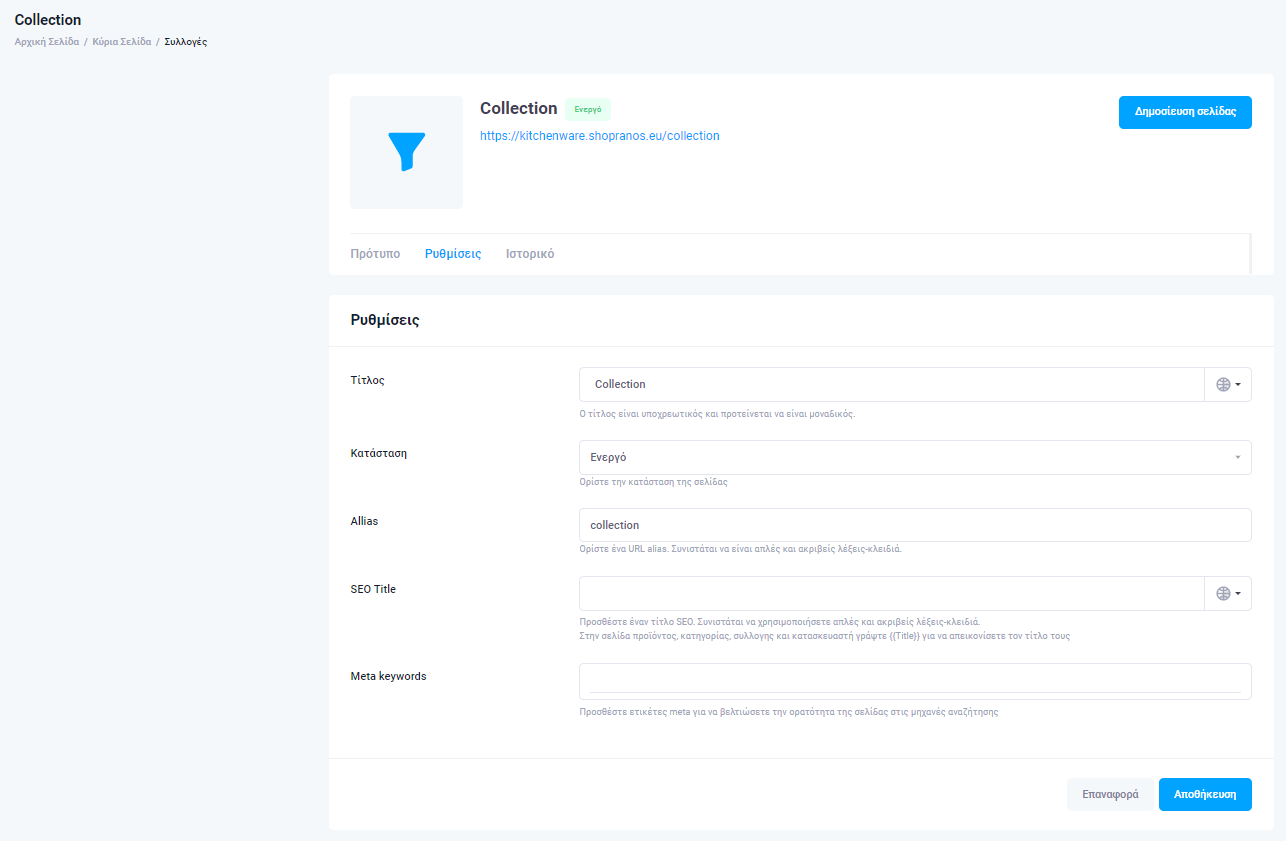 Collection
Αρχική Σελίδα / Κύρια Σελίδα / Συλλογές
Collection Ενεργό
Δημοσίευση σελίδας
https://kitchenware.shopranos.eu/collection
Πρότυπο Ρυθμίσεις Ιστορικό
Ρυθμίσεις
Τίτλος
Collection
Ο τίτλος είναι υποχρεωτικός και προτείνεται να είναι μοναδικός.
Κατάσταση
Ενεργό
Ορίστε την κατάσταση της σελίδας
Allias
collection
Ορίστε ένα URL alias. Συνιστάται να είναι απλές και ακριβείς λέξεις-κλειδιά.
SEO Title
Προσθέστε έναν τίτλο SEO. Συνιστάται να χρησιμοποιήσετε απλές και ακριβείς λέξεις-κλειδιά.
Στην σελίδα προϊόντος, κατηγορίας, συλλογης και κατασκευαστή γράψτε {{Title}} για να απεικονίσετε τον τίτλο τους
Meta keywords
Προσθέστε ετικέτες meta για να βελτιώσετε την ορατότητα της σελίδας στις μηχανές αναζήτησης
Επαναφορά
Αποθήκευση